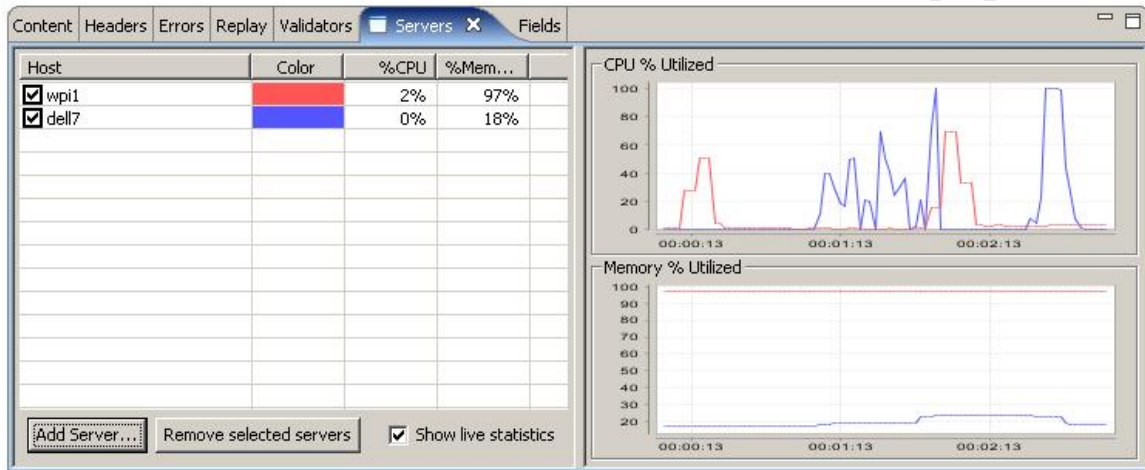 Content Headers Errors Replay Validators Servers Fields
Host Color %CPU %Mem...
wpi1 2% 97%
dell7 0% 18%
Add Server... Remove selected servers Show live statistics
CPU % Utilized
100
80
60
40
20
0
00:00:13 00:01:13 00:02:13
Memory % Utilized
100
90
80
70
60
50
40
30
20
00:00:13 00:01:13 00:02:13